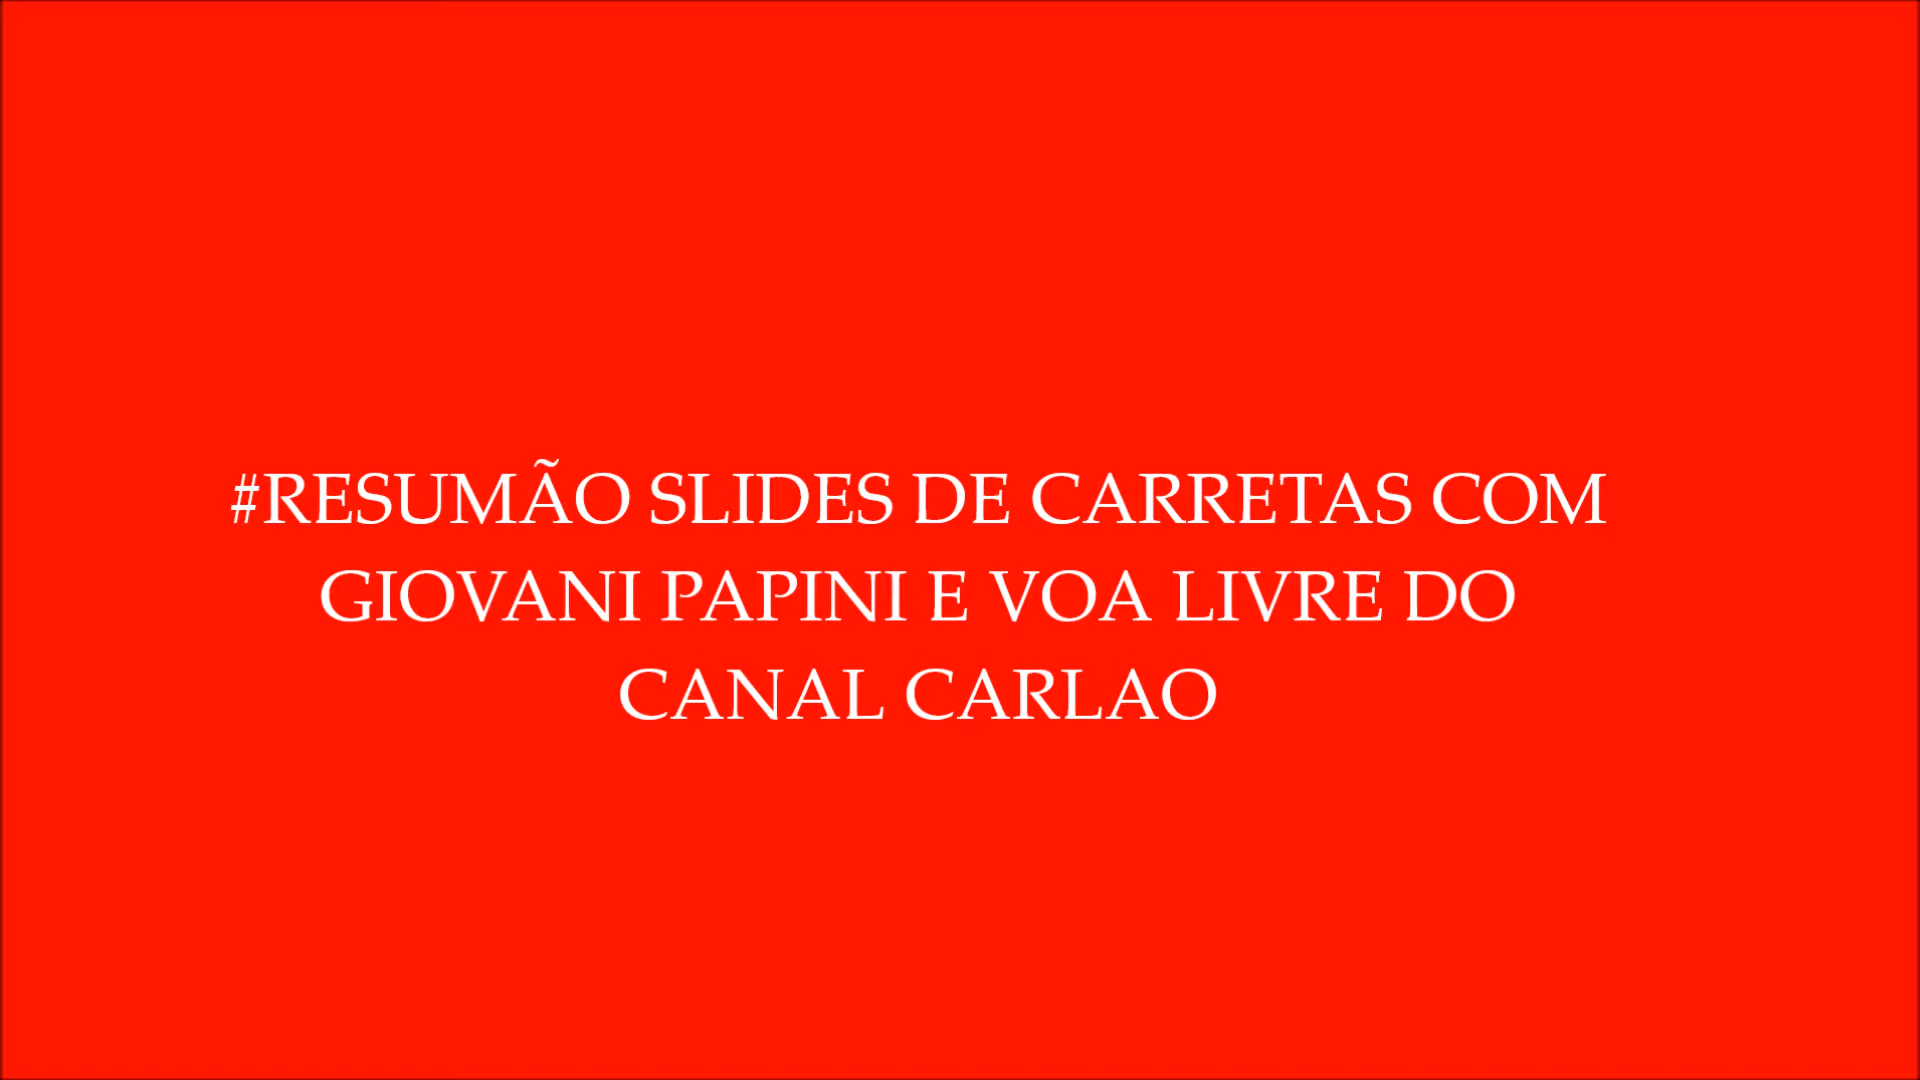 #RESUMÃO SLIDES DE CARRETAS COM
GIOVANI PAPINI E VOA LIVRE DO
CANAL CARLAO